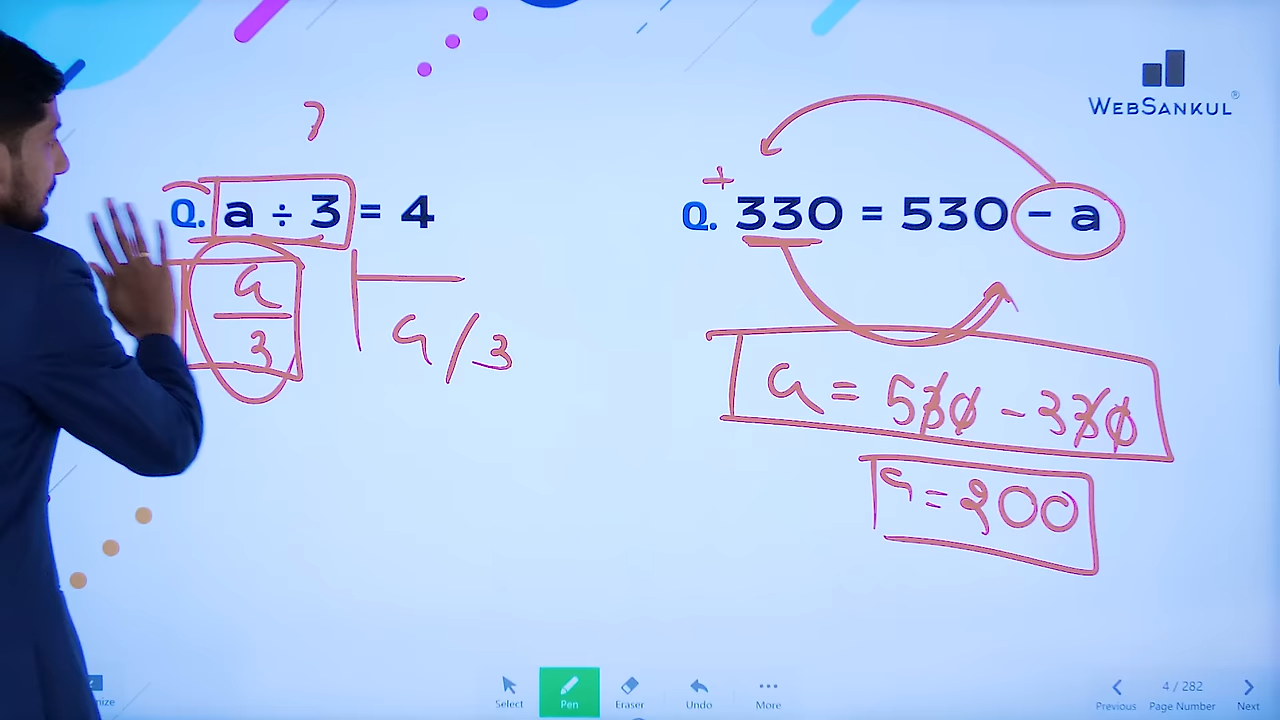 WEBSANKUL®
Q. a ÷ 3 = 4
a
3
a/3
+
Q. 330 = 530 - a
a = 530 - 330
a = 200
Select
Pen
Eraser
Undo
More
Previous
4 / 282
Page Number
Next